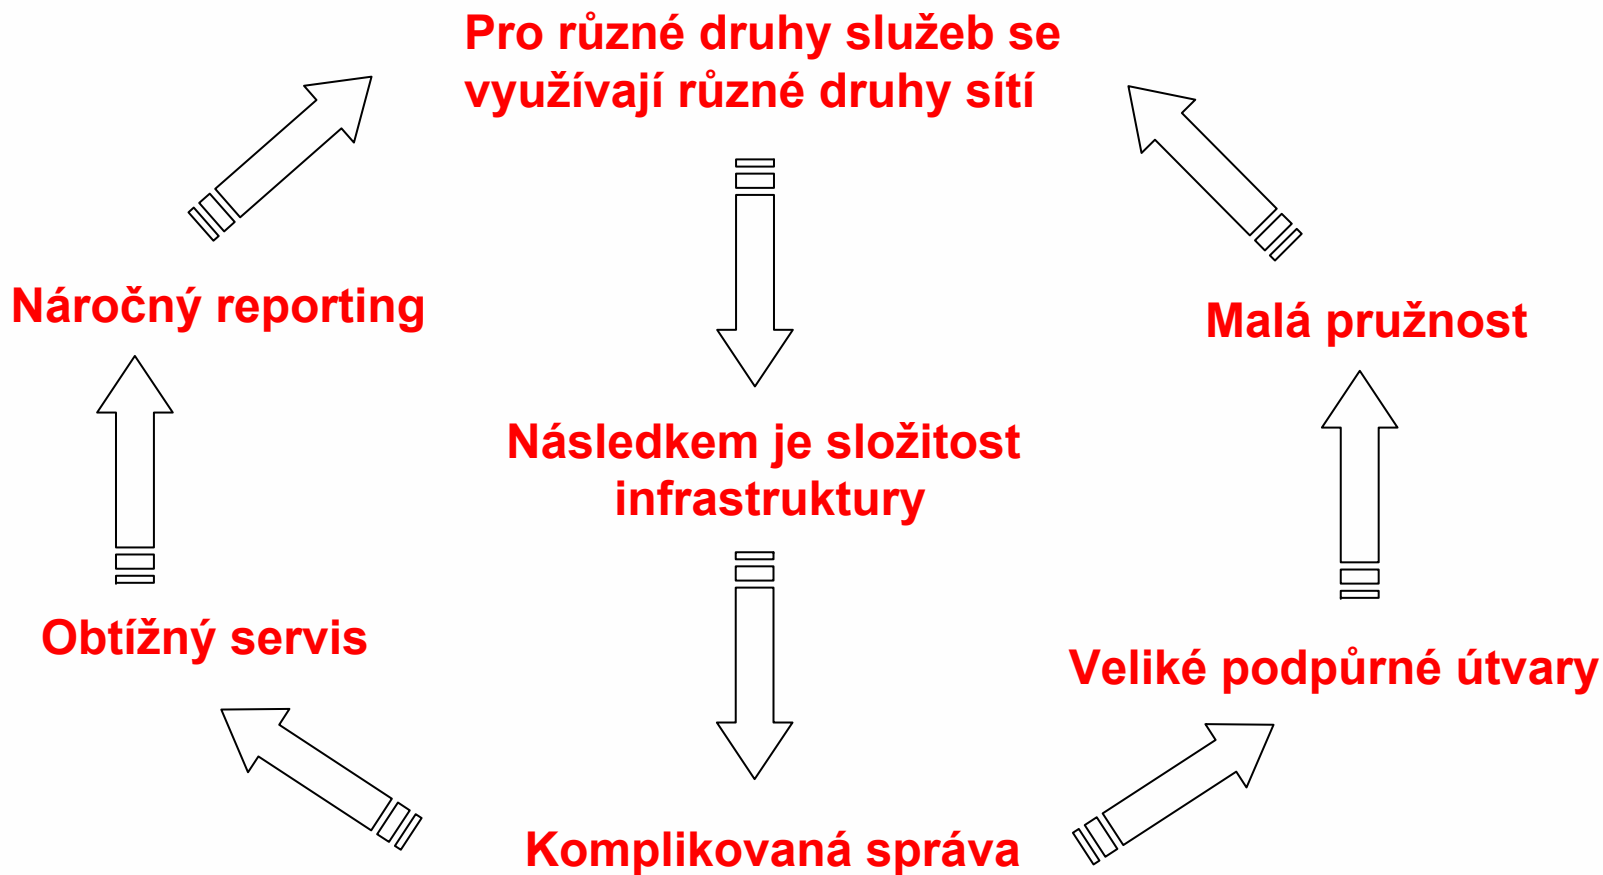 Pro různé druhy služeb se
využívají různé druhy sítí
Náročný reporting
Malá pružnost
Následkem je složitost
infrastruktury
Obtížný servis
Veliké podpůrné útvary
Komplikovaná správa